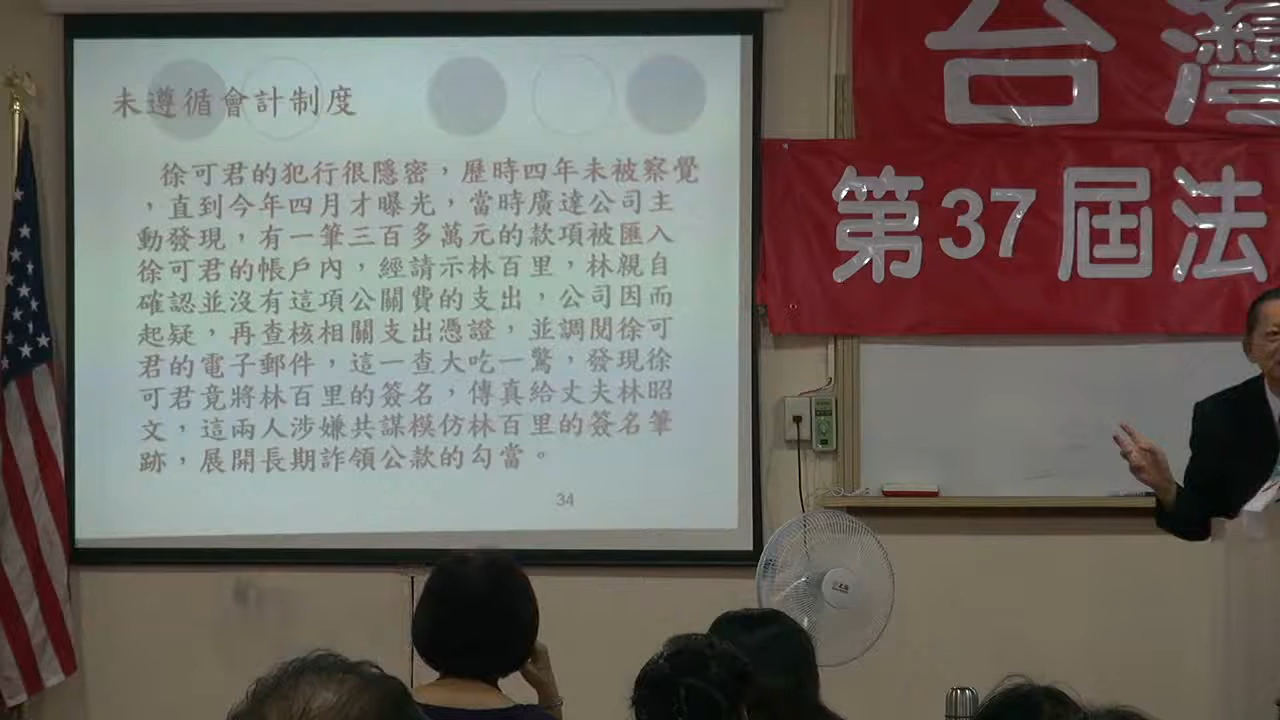 未遵循會計制度
徐可君的犯行很隱密，歷時四年未被察覺
，直到今年四月才曝光，當時廣達公司主
動發現，有一筆三百多萬元的款項被匯入
徐可君的帳戶內，經請示林百里，林親自
確認並沒有這項公關費的支出，公司因而
起疑，再查核相關支出憑證，並調閱徐可
君的電子郵件，這一查大吃一驚，發現徐
可君竟將林百里的簽名，傳真給丈夫林昭
文，這兩人涉嫌共謀模仿林百里的簽名筆
跡，展開長期詐領公款的勾當。
34
台灣
第37屆法